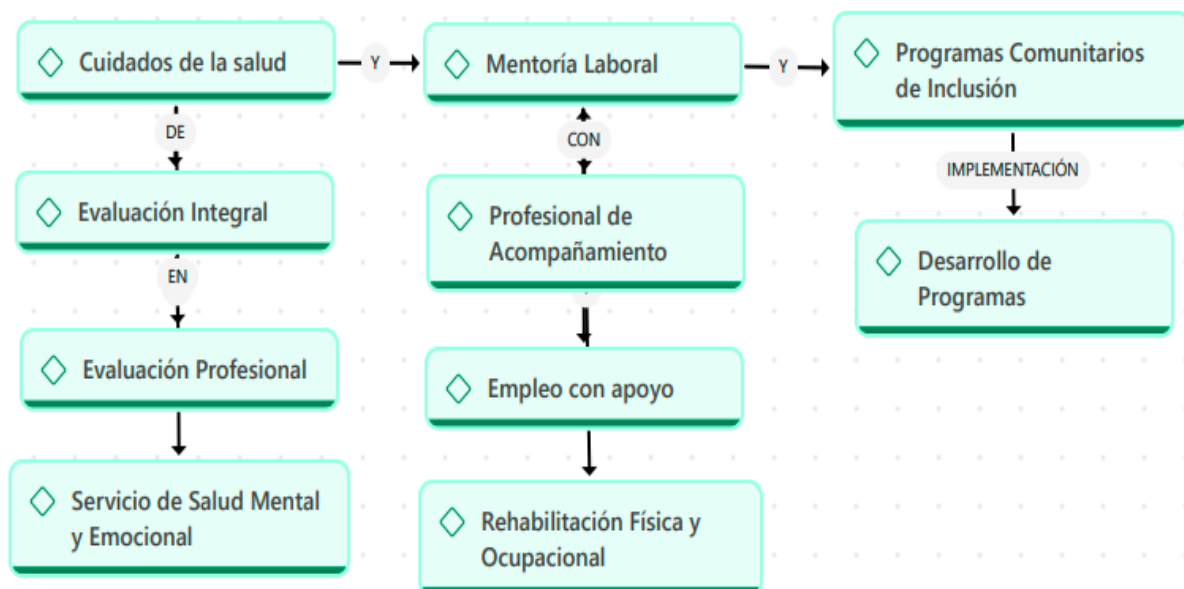 Cuidados de la salud
Y
Mentoría Laboral
Y
Programas Comunitarios
de Inclusión
DE
CON
IMPLEMENTACIÓN
Evaluación Integral
Profesional de
Acompañamiento
Desarrollo de
Programas
EN
Evaluación Profesional
Empleo con apoyo
Servicio de Salud Mental
y Emocional
Rehabilitación Física y
Ocupacional